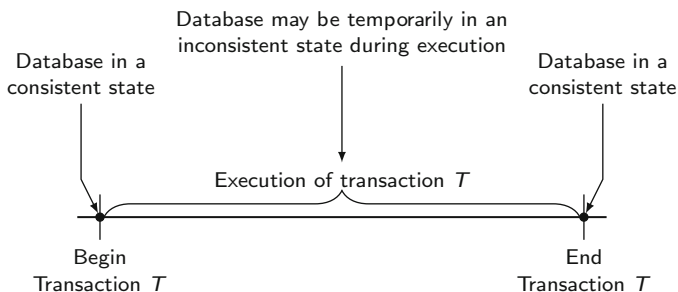 Database may be temporarily in an
inconsistent state during execution
Database in a
consistent state
Database in a
consistent state
Execution of transaction T
Begin
Transaction T
End
Transaction T